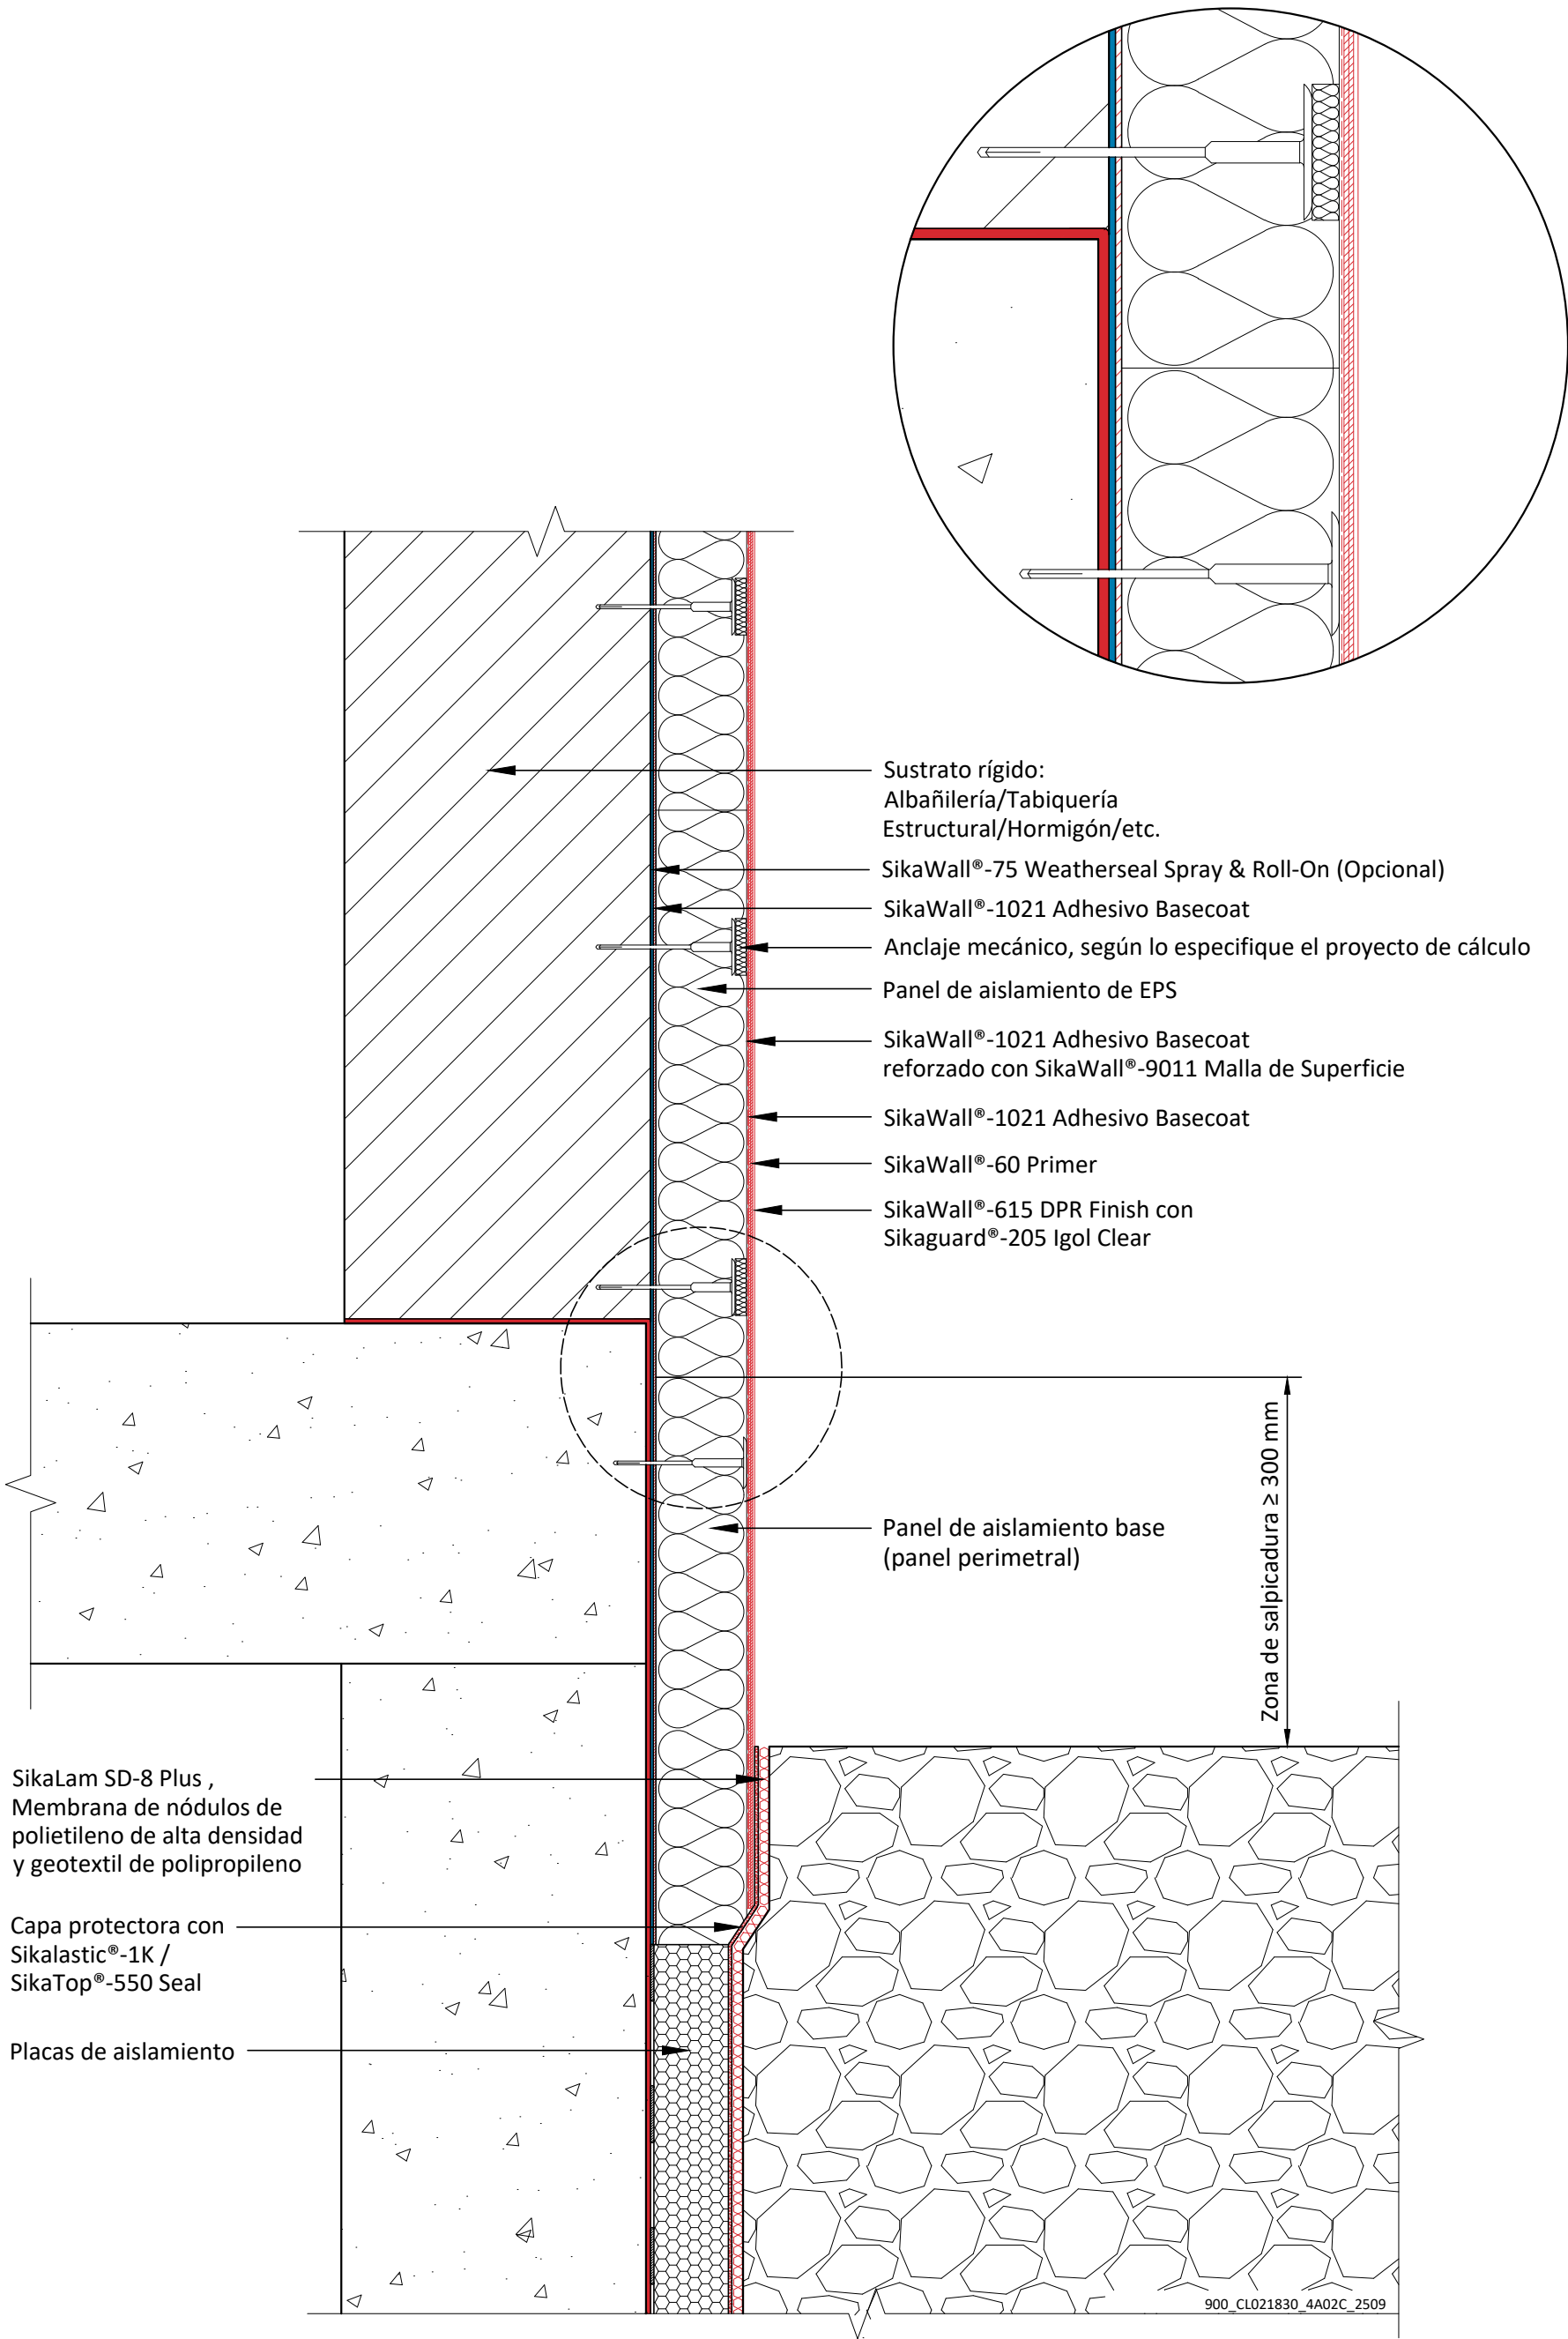 Sustrato rígido:
Albañilería/Tabiquería
Estructural/Hormigón/etc.
SikaWall®-75 Weatherseal Spray & Roll-On (Opcional)
SikaWall®-1021 Adhesivo Basecoat
Anclaje mecánico, según lo especifique el proyecto de cálculo
Panel de aislamiento de EPS
SikaWall®-1021 Adhesivo Basecoat
reforzado con SikaWall®-9011 Malla de Superficie
SikaWall®-1021 Adhesivo Basecoat
SikaWall®-60 Primer
SikaWall®-615 DPR Finish con
Sikaguard®-205 Igol Clear
Zona de salpicadura ≥ 300 mm
Panel de aislamiento base
(panel perimetral)
SikaLam SD-8 Plus ,
Membrana de nódulos de
polietileno de alta densidad
y geotextil de polipropileno
Capa protectora con
Sikalastic®-1K /
SikaTop®-550 Seal
Placas de aislamiento
900_CL021830_4A02C_2509